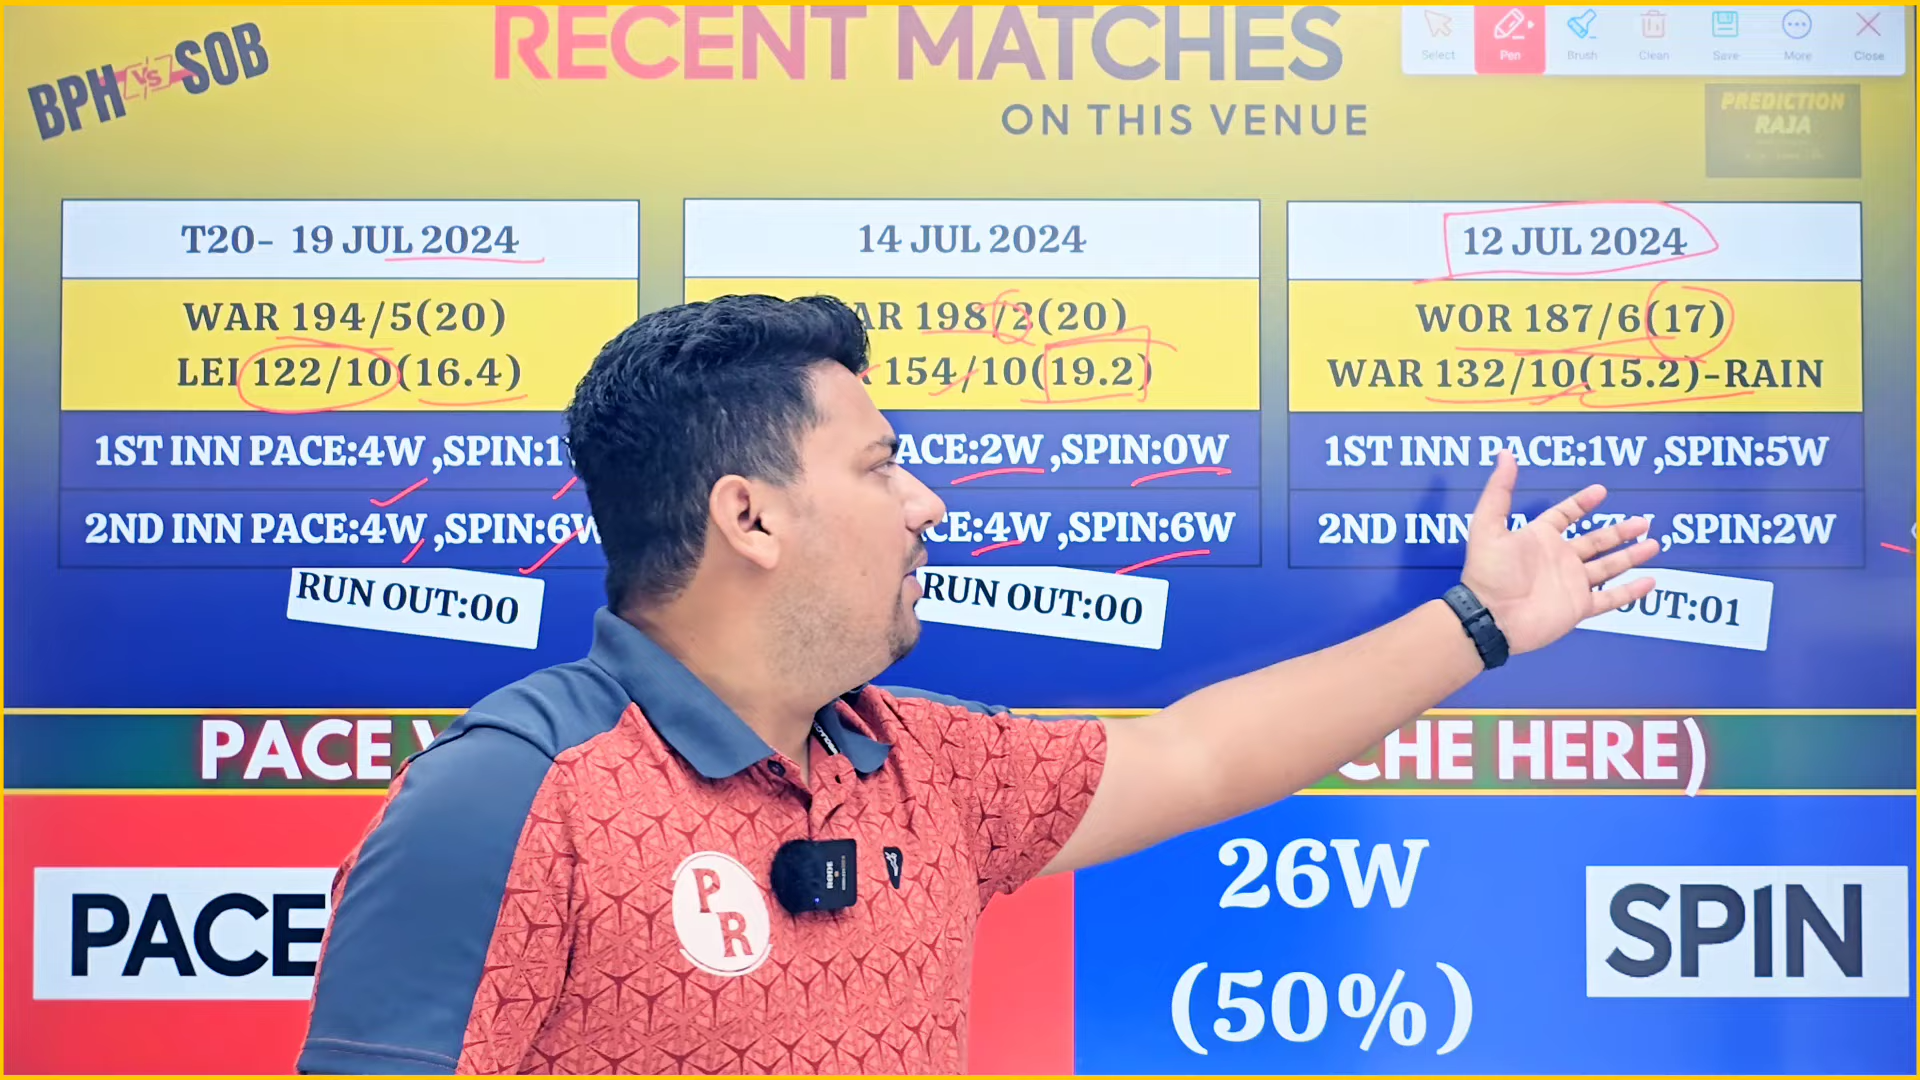 BPH VS SOB
RECENT MATCHES
ON THIS VENUE
Select
Pen
Brush
Clean
Save
More
Close
PREDICTION
RAJA
T20- 19 JUL 2024
WAR 194/5(20)
LEI 122/10(16.4)
1ST INN PACE:4W ,SPIN:1
2ND INN PACE:4W ,SPIN:6W
RUN OUT:00
14 JUL 2024
AR 198/2(20)
154/10(19.2)
ACE:2W ,SPIN:0W
CE:4W ,SPIN:6W
RUN OUT:00
12 JUL 2024
WOR 187/6(17)
WAR 132/10(15.2)-RAIN
1ST INN PACE:1W ,SPIN:5W
2ND INN ,SPIN:2W
OUT:01
PACE
CHE HERE)
PACE
26W
(50%)
SPIN
PR
RODE